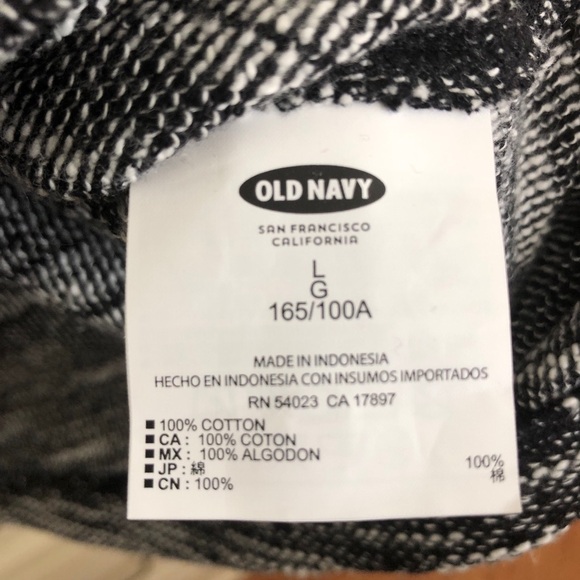 OLD NAVY
SAN FRANCISCO
CALIFORNIA
L
G
165/100A
MADE IN INDONESIA
HECHO EN INDONESIA CON INSUMOS IMPORTADOS
RN 54023 CA 17897
■ 100% COTTON
■ CA : 100% COTON
■ MX : 100% ALGODON
■ JP : 綿 100%
■ CN : 100% 棉